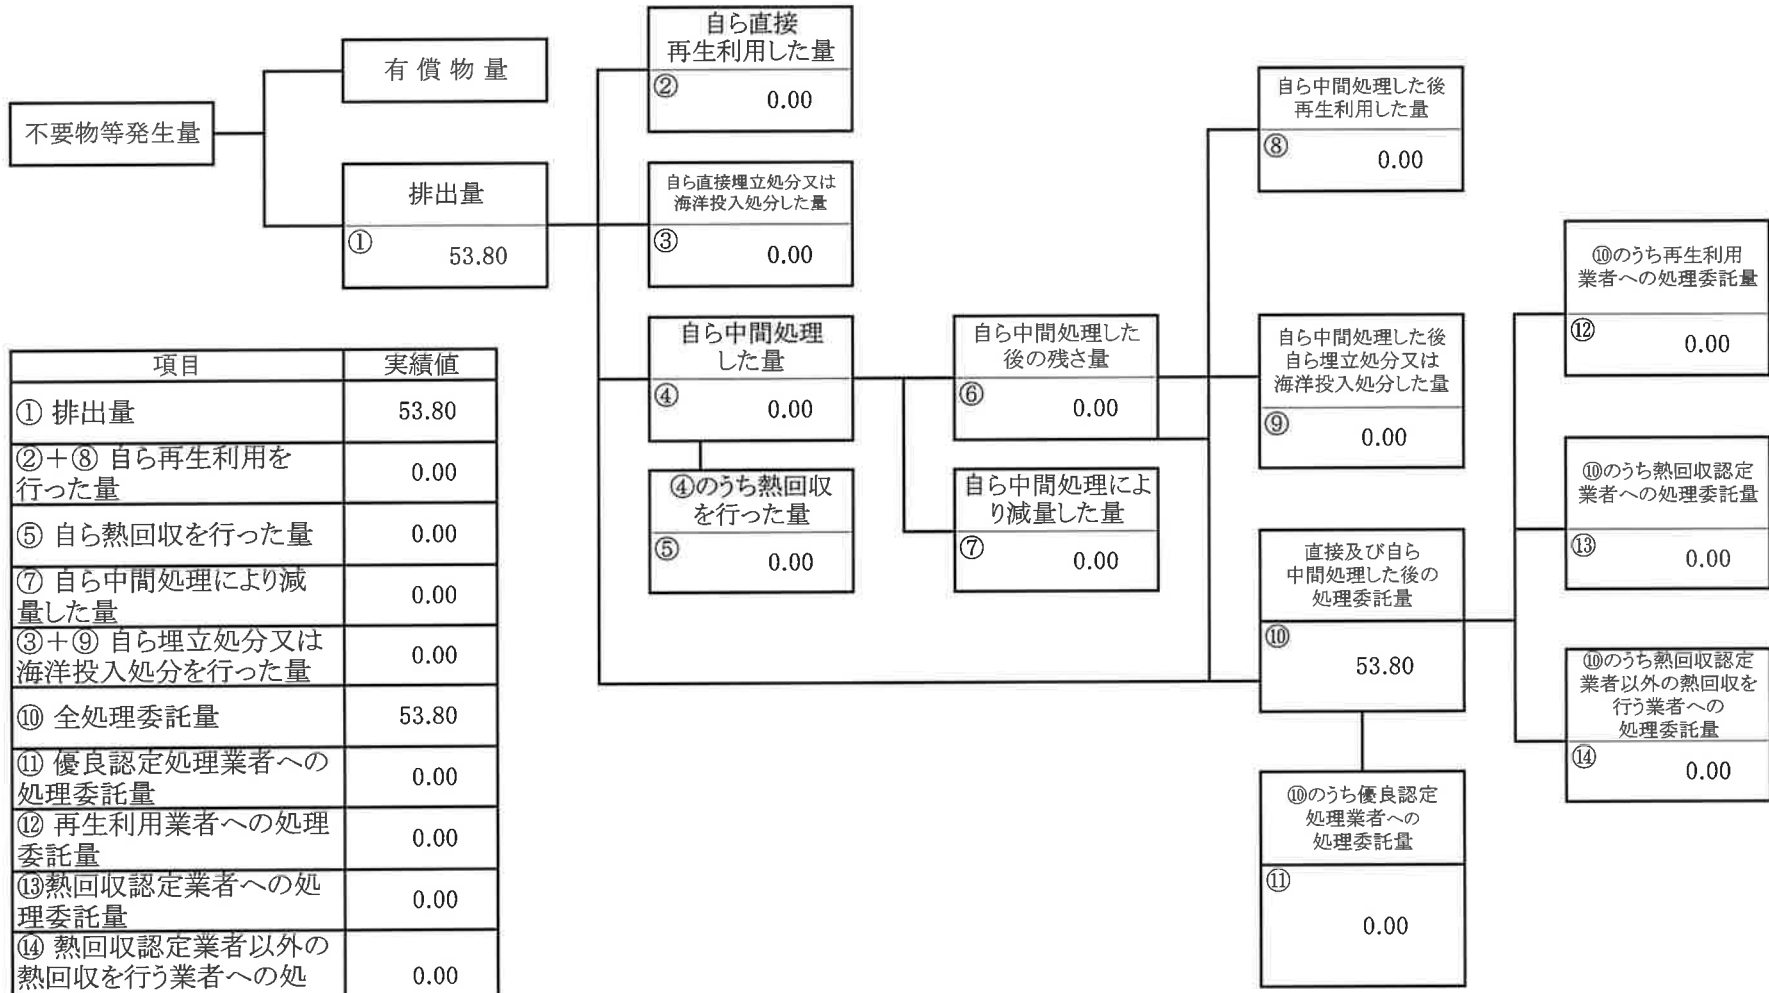 不要物等発生量
有 償 物 量
排出量
①
53.80
自ら直接
再生利用した量
②
0.00
自ら直接埋立処分又は
海洋投入処分した量
③
0.00
自ら中間処理
した量
④
0.00
④のうち熱回収
を行った量
⑤
0.00
自ら中間処理した
後の残さ量
⑥
0.00
自ら中間処理によ
り減量した量
⑦
0.00
自ら中間処理した後
再生利用した量
⑧
0.00
自ら中間処理した後
自ら埋立処分又は
海洋投入処分した量
⑨
0.00
直接及び自ら
中間処理した後の
処理委託量
⑩
53.80
⑩のうち優良認定
処理業者への
処理委託量
⑪
0.00
⑩のうち再生利用
業者への処理委託量
⑫
0.00
⑩のうち熱回収認定
業者への処理委託量
⑬
0.00
⑩のうち熱回収認定
業者以外の熱回収を
行う業者への
処理委託量
⑭
0.00
項目 実績値
① 排出量 53.80
②＋⑧ 自ら再生利用を
行った量 0.00
⑤ 自ら熱回収を行った量 0.00
⑦ 自ら中間処理により減
量した量 0.00
③＋⑨ 自ら埋立処分又は
海洋投入処分を行った量 0.00
⑩ 全処理委託量 53.80
⑪ 優良認定処理業者への
処理委託量 0.00
⑫ 再生利用業者への処理
委託量 0.00
⑬熱回収認定業者への処
理委託量 0.00
⑭ 熱回収認定業者以外の
熱回収を行う業者への処 0.00